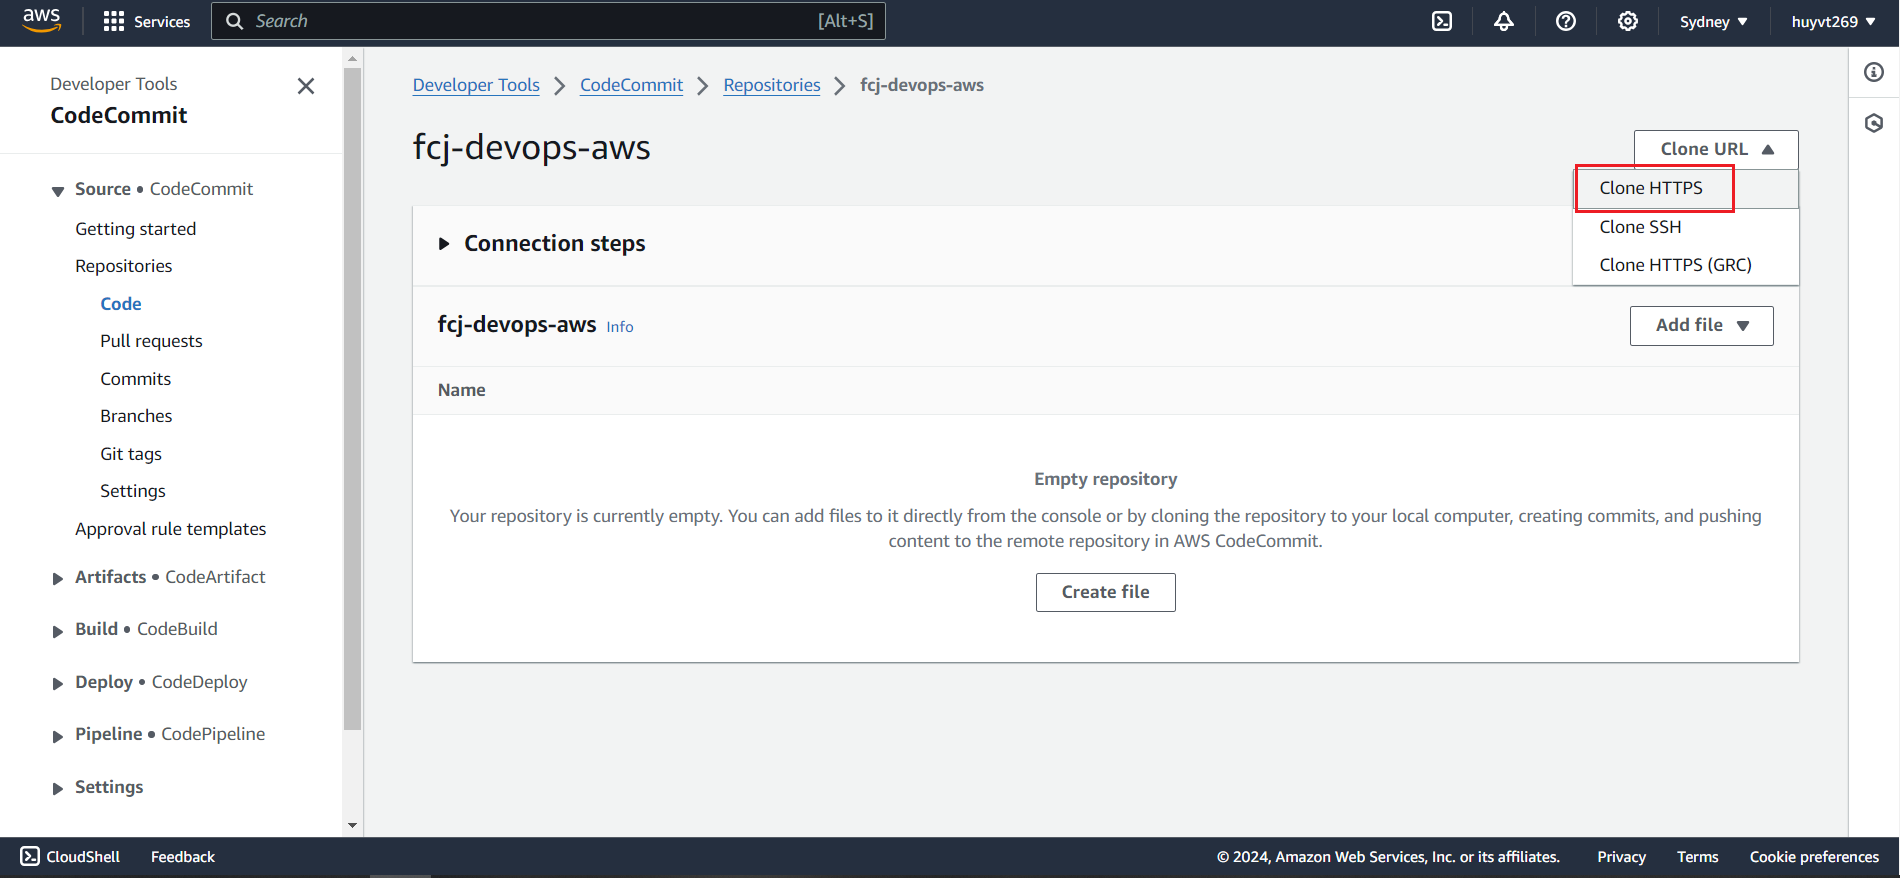 aws
Services
Search
[Alt+S]
Sydney
huyvt269
Developer Tools
CodeCommit
Source • CodeCommit
Getting started
Repositories
Code
Pull requests
Commits
Branches
Git tags
Settings
Approval rule templates
Artifacts • CodeArtifact
Build • CodeBuild
Deploy • CodeDeploy
Pipeline • CodePipeline
Settings
Developer Tools
CodeCommit
Repositories
fcj-devops-aws
fcj-devops-aws
Clone URL
Clone HTTPS
Clone SSH
Clone HTTPS (GRC)
Connection steps
fcj-devops-aws Info
Add file
Name
Empty repository
Your repository is currently empty. You can add files to it directly from the console or by cloning the repository to your local computer, creating commits, and pushing
content to the remote repository in AWS CodeCommit.
Create file
CloudShell
Feedback
© 2024, Amazon Web Services, Inc. or its affiliates.
Privacy
Terms
Cookie preferences